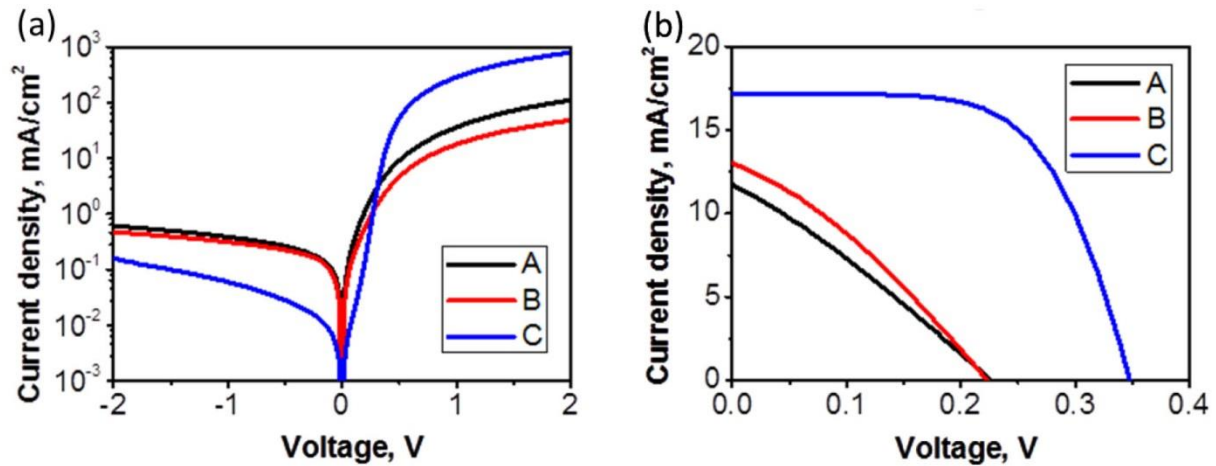 (a)
Current density, mA/cm²
10³
10²
10¹
10⁰
10⁻¹
10⁻²
10⁻³
-2
-1
0
1
2
Voltage, V
A
B
C
(b)
Current density, mA/cm²
20
15
10
5
0
0.0
0.1
0.2
0.3
0.4
Voltage, V
A
B
C